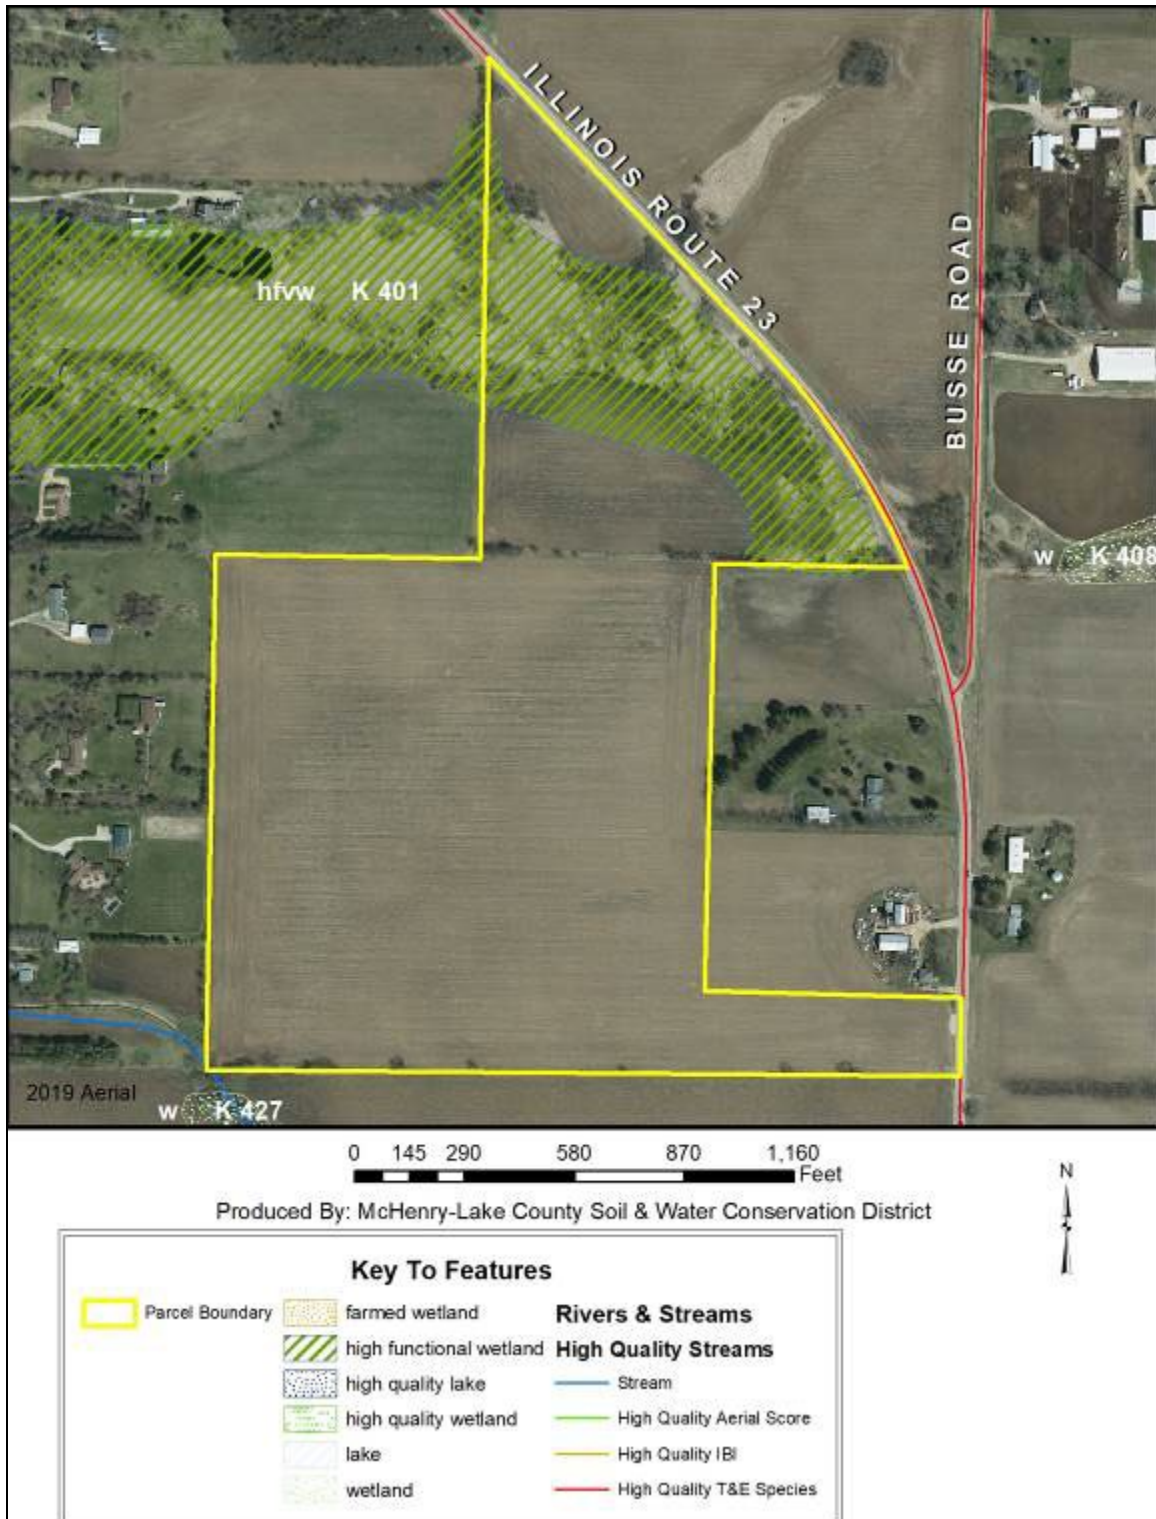 ILLINOIS ROUTE 23
BUSSE ROAD
hfvw K 401
w K 408
2019 Aerial
w K 427
0 145 290 580 870 1,160
Feet
N
Produced By: McHenry-Lake County Soil & Water Conservation District
Key To Features
Parcel Boundary
farmed wetland
high functional wetland
high quality lake
high quality wetland
lake
wetland
Rivers & Streams
High Quality Streams
Stream
High Quality Aerial Score
High Quality IBI
High Quality T&E Species